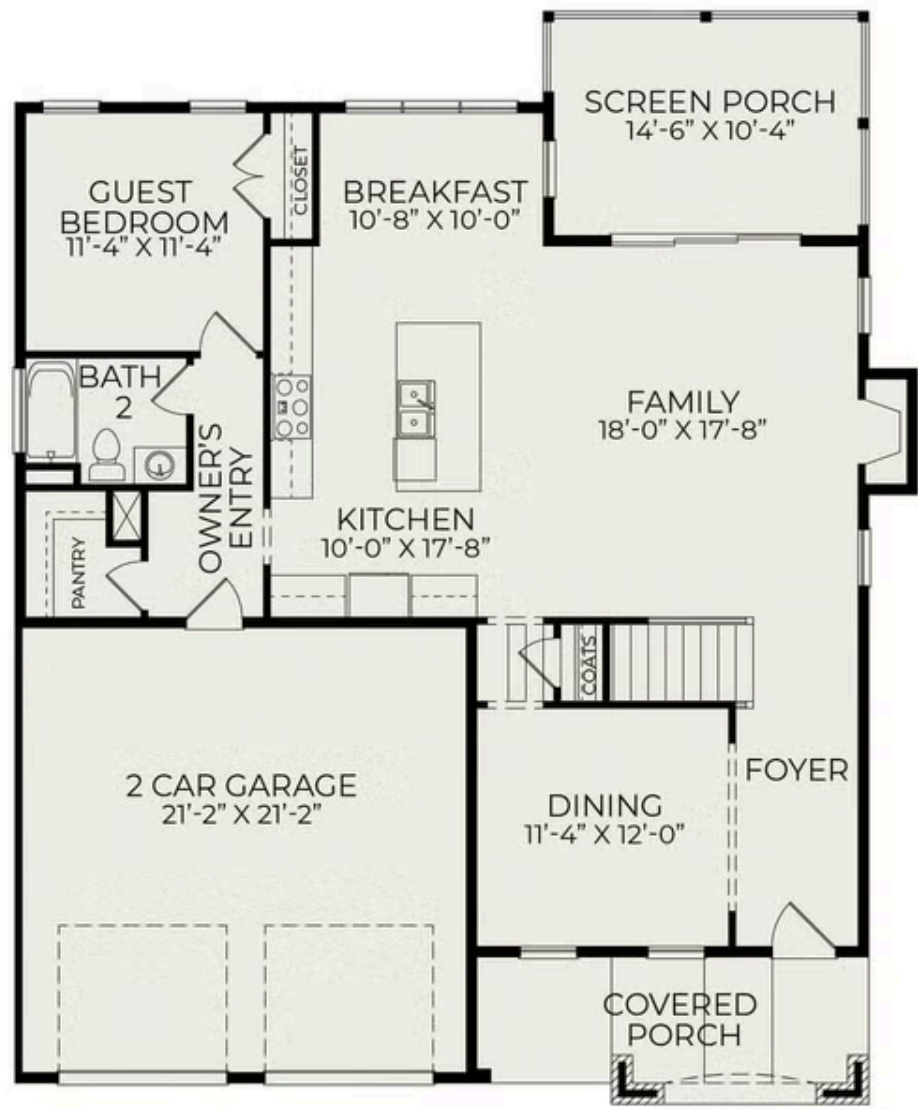 SCREEN PORCH
14'-6" X 10'-4"
GUEST
BEDROOM
11'-4" X 11'-4"
CLOSET
BREAKFAST
10'-8" X 10'-0"
BATH
2
FAMILY
18'-0" X 17'-8"
OWNER'S
ENTRY
KITCHEN
10'-0" X 17'-8"
PANTRY
COATS
2 CAR GARAGE
21'-2" X 21'-2"
DINING
11'-4" X 12'-0"
FOYER
COVERED
PORCH